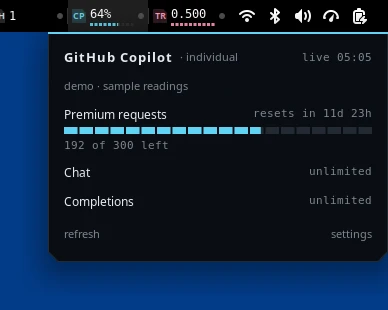 H 1 CP 64% TR 0.500
GitHub Copilot · individual live 05:05
demo · sample readings
Premium requests resets in 11d 23h
192 of 300 left
Chat unlimited
Completions unlimited
refresh settings